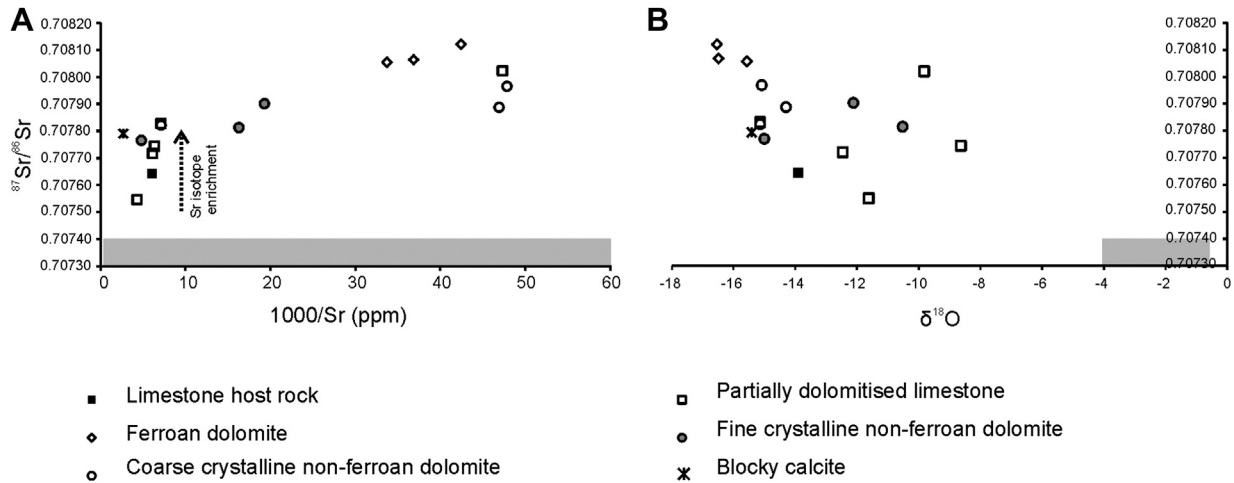 A
0.70820
0.70810
0.70800
0.70790
0.70780
0.70770
0.70760
0.70750
0.70740
0.70730
⁸⁷Sr/⁸⁶Sr
Sr isotope
enrichment
0 10 20 30 40 50 60
1000/Sr (ppm)
B
0.70820
0.70810
0.70800
0.70790
0.70780
0.70770
0.70760
0.70750
0.70740
0.70730
-18 -16 -14 -12 -10 -8 -6 -4 -2 0
δ¹⁸O
Limestone host rock
Ferroan dolomite
Coarse crystalline non-ferroan dolomite
Partially dolomitised limestone
Fine crystalline non-ferroan dolomite
Blocky calcite